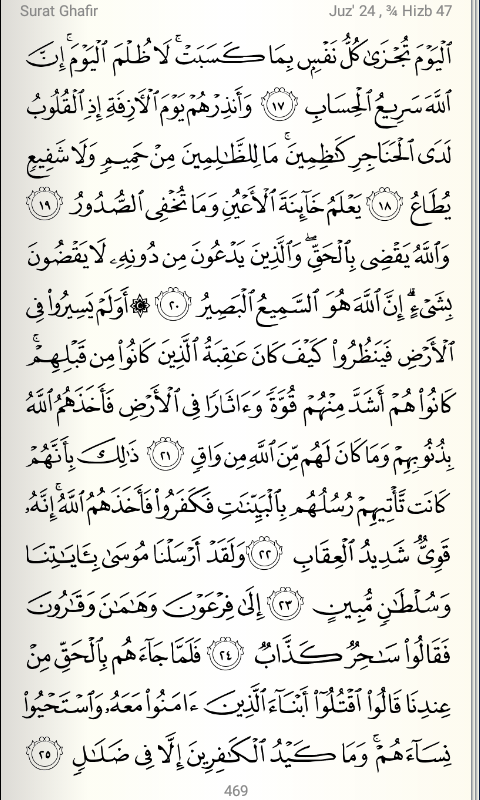 Surat Ghafir
Juz' 24 , ¾ Hizb 47
ٱلْيَوْمَ تُجْزَىٰ كُلُّ نَفْسٍۭ بِمَا كَسَبَتْ ۚ لَا ظُلْمَ ٱلْيَوْمَ ۚ إِنَّ
ٱللَّهَ سَرِيعُ ٱلْحِسَابِ ١٧ وَأَنذِرْهُمْ يَوْمَ ٱلْـَٔازِفَةِ إِذِ ٱلْقُلُوبُ
لَدَى ٱلْحَنَاجِرِ كَـٰظِمِينَ ۚ مَا لِلظَّـٰلِمِينَ مِنْ حَمِيمٍ وَلَا شَفِيعٍ
يُطَاعُ ١٨ يَعْلَمُ خَآئِنَةَ ٱلْأَعْيُنِ وَمَا تُخْفِى ٱلصُّدُورُ ١٩
وَٱللَّهُ يَقْضِى بِٱلْحَقِّ ۖ وَٱلَّذِينَ يَدْعُونَ مِن دُونِهِۦ لَا يَقْضُونَ
بِشَىْءٍ ۗ إِنَّ ٱللَّهَ هُوَ ٱلسَّمِيعُ ٱلْبَصِيرُ ٢٠ ۞ أَوَلَمْ يَسِيرُوا۟ فِى
ٱلْأَرْضِ فَيَنظُرُوا۟ كَيْفَ كَانَ عَـٰقِبَةُ ٱلَّذِينَ كَانُوا۟ مِن قَبْلِهِمْ ۚ
كَانُوا۟ هُمْ أَشَدَّ مِنْهُمْ قُوَّةً وَءَاثَارًا فِى ٱلْأَرْضِ فَأَخَذَهُمُ ٱللَّهُ
بِذُنُوبِهِمْ وَمَا كَانَ لَهُم مِّنَ ٱللَّهِ مِن وَاقٍ ٢١ ذَٰلِكَ بِأَنَّهُمْ
كَانَت تَّأْتِيهِمْ رُسُلُهُم بِٱلْبَيِّنَـٰتِ فَكَفَرُوا۟ فَأَخَذَهُمُ ٱللَّهُ ۚ إِنَّهُۥ
قَوِىٌّ شَدِيدُ ٱلْعِقَابِ ٢٢ وَلَقَدْ أَرْسَلْنَا مُوسَىٰ بِـَٔايَـٰتِنَا
وَسُلْطَـٰنٍ مُّبِينٍ ٢٣ إِلَىٰ فِرْعَوْنَ وَهَـٰمَـٰنَ وَقَـٰرُونَ
فَقَالُوا۟ سَـٰحِرٌ كَذَّابٌ ٢٤ فَلَمَّا جَآءَهُم بِٱلْحَقِّ مِنْ
عِندِنَا قَالُوا۟ ٱقْتُلُوٓا۟ أَبْنَآءَ ٱلَّذِينَ ءَامَنُوا۟ مَعَهُۥ وَٱسْتَحْيُوا۟
نِسَآءَهُمْ ۚ وَمَا كَيْدُ ٱلْكَـٰفِرِينَ إِلَّا فِى ضَلَـٰلٍ ٢٥
469